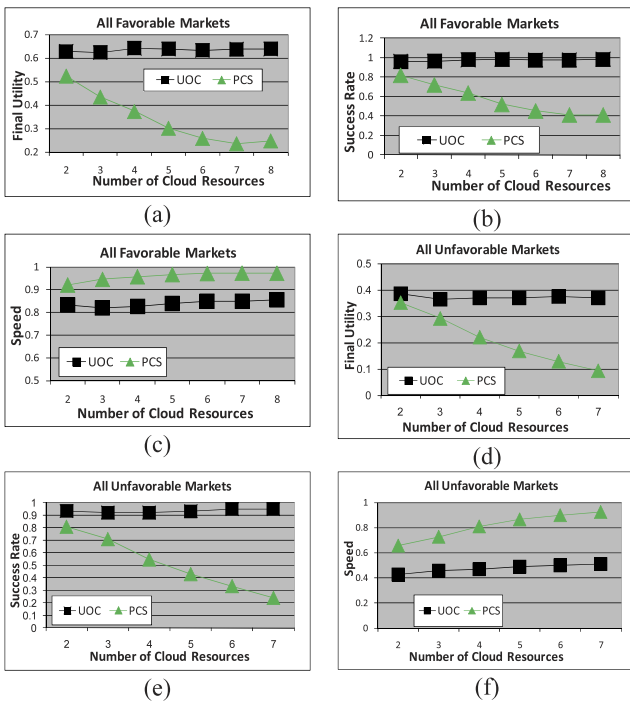 All Favorable Markets
Final Utility
0.7
0.6
0.5
0.4
0.3
0.2
UOC PCS
2 3 4 5 6 7 8
Number of Cloud Resources
(a)
All Favorable Markets
Success Rate
1.2
1
0.8
0.6
0.4
0.2
0
UOC PCS
2 3 4 5 6 7 8
Number of Cloud Resources
(b)
All Favorable Markets
Speed
1
0.9
0.8
0.7
0.6
0.5
UOC PCS
2 3 4 5 6 7 8
Number of Cloud Resources
(c)
All Unfavorable Markets
Final Utility
0.5
0.4
0.3
0.2
0.1
0
UOC PCS
2 3 4 5 6 7
Number of Cloud Resources
(d)
All Unfavorable Markets
Success Rate
1
0.9
0.8
0.7
0.6
0.5
0.4
0.3
0.2
0.1
0
UOC PCS
2 3 4 5 6 7
Number of Cloud Resources
(e)
All Unfavorable Markets
Speed
1
0.8
0.6
0.4
0.2
0
UOC PCS
2 3 4 5 6 7
Number of Cloud Resources
(f)